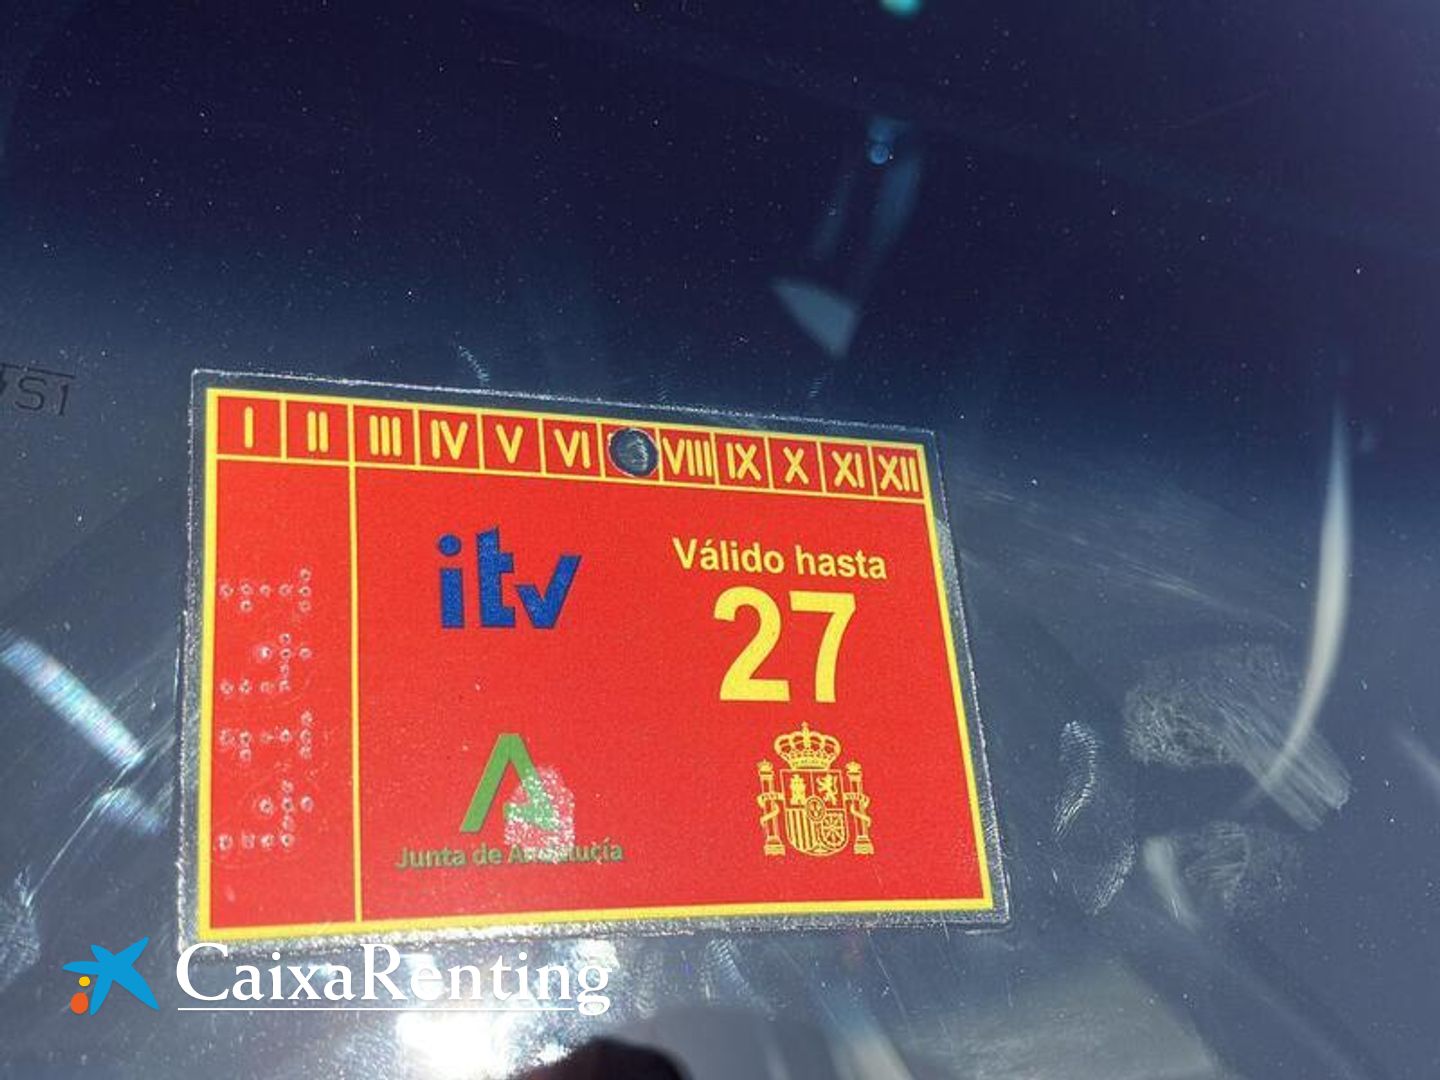 I II III IV V VI VIII IX X XI XII
itv
Válido hasta
27
Junta de Andalucía
CaixaRenting